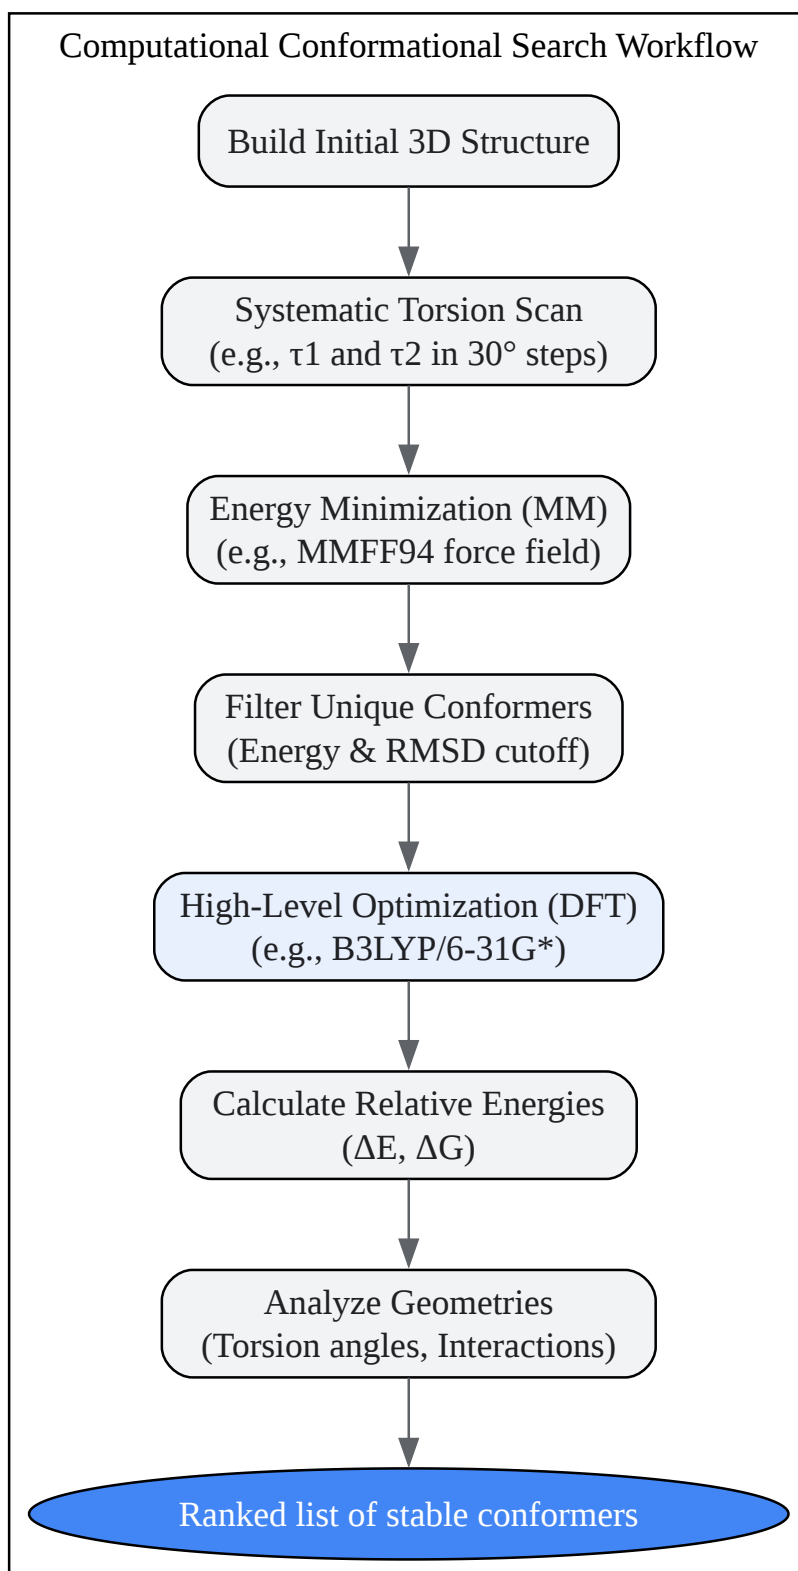 Computational Conformational Search Workflow
Build Initial 3D Structure
Systematic Torsion Scan
(e.g., τ1 and τ2 in 30° steps)
Energy Minimization (MM)
(e.g., MMFF94 force field)
Filter Unique Conformers
(Energy & RMSD cutoff)
High-Level Optimization (DFT)
(e.g., B3LYP/6-31G*)
Calculate Relative Energies
(ΔE, ΔG)
Analyze Geometries
(Torsion angles, Interactions)
Ranked list of stable conformers